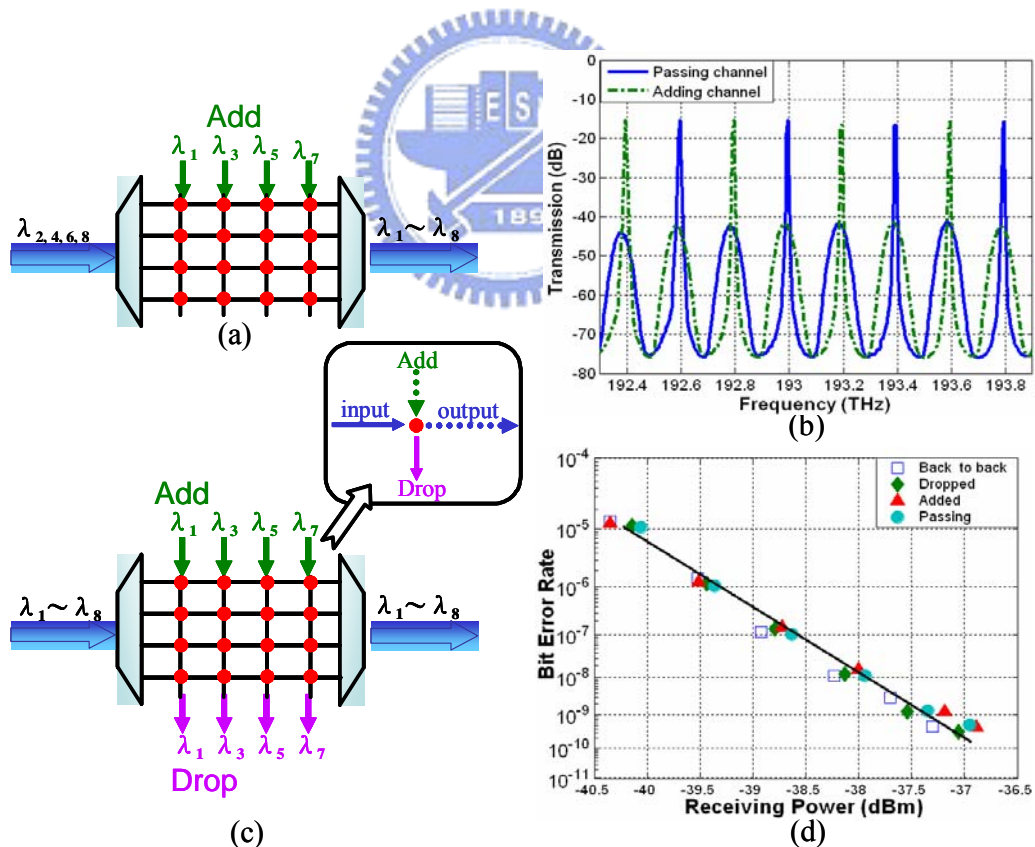 Add
λ1 λ3 λ5 λ7
λ2, 4, 6, 8
λ1~λ8
(a)
ES
189
Passing channel
Adding channel
0
-10
-20
-30
-40
-50
-60
-70
-80
Transmission (dB)
192.4 192.6 192.8 193 193.2 193.4 193.6 193.8
Frequency (THz)
(b)
Add
input
output
Drop
Add
λ1 λ3 λ5 λ7
λ1~λ8
λ1~λ8
λ1 λ3 λ5 λ7
Drop
(c)
Back to back
Dropped
Added
Passing
10-4
10-5
10-6
10-7
10-8
10-9
10-10
10-11
Bit Error Rate
-40.5 -40 -39.5 -39 -38.5 -38 -37.5 -37 -36.5
Receiving Power (dBm)
(d)